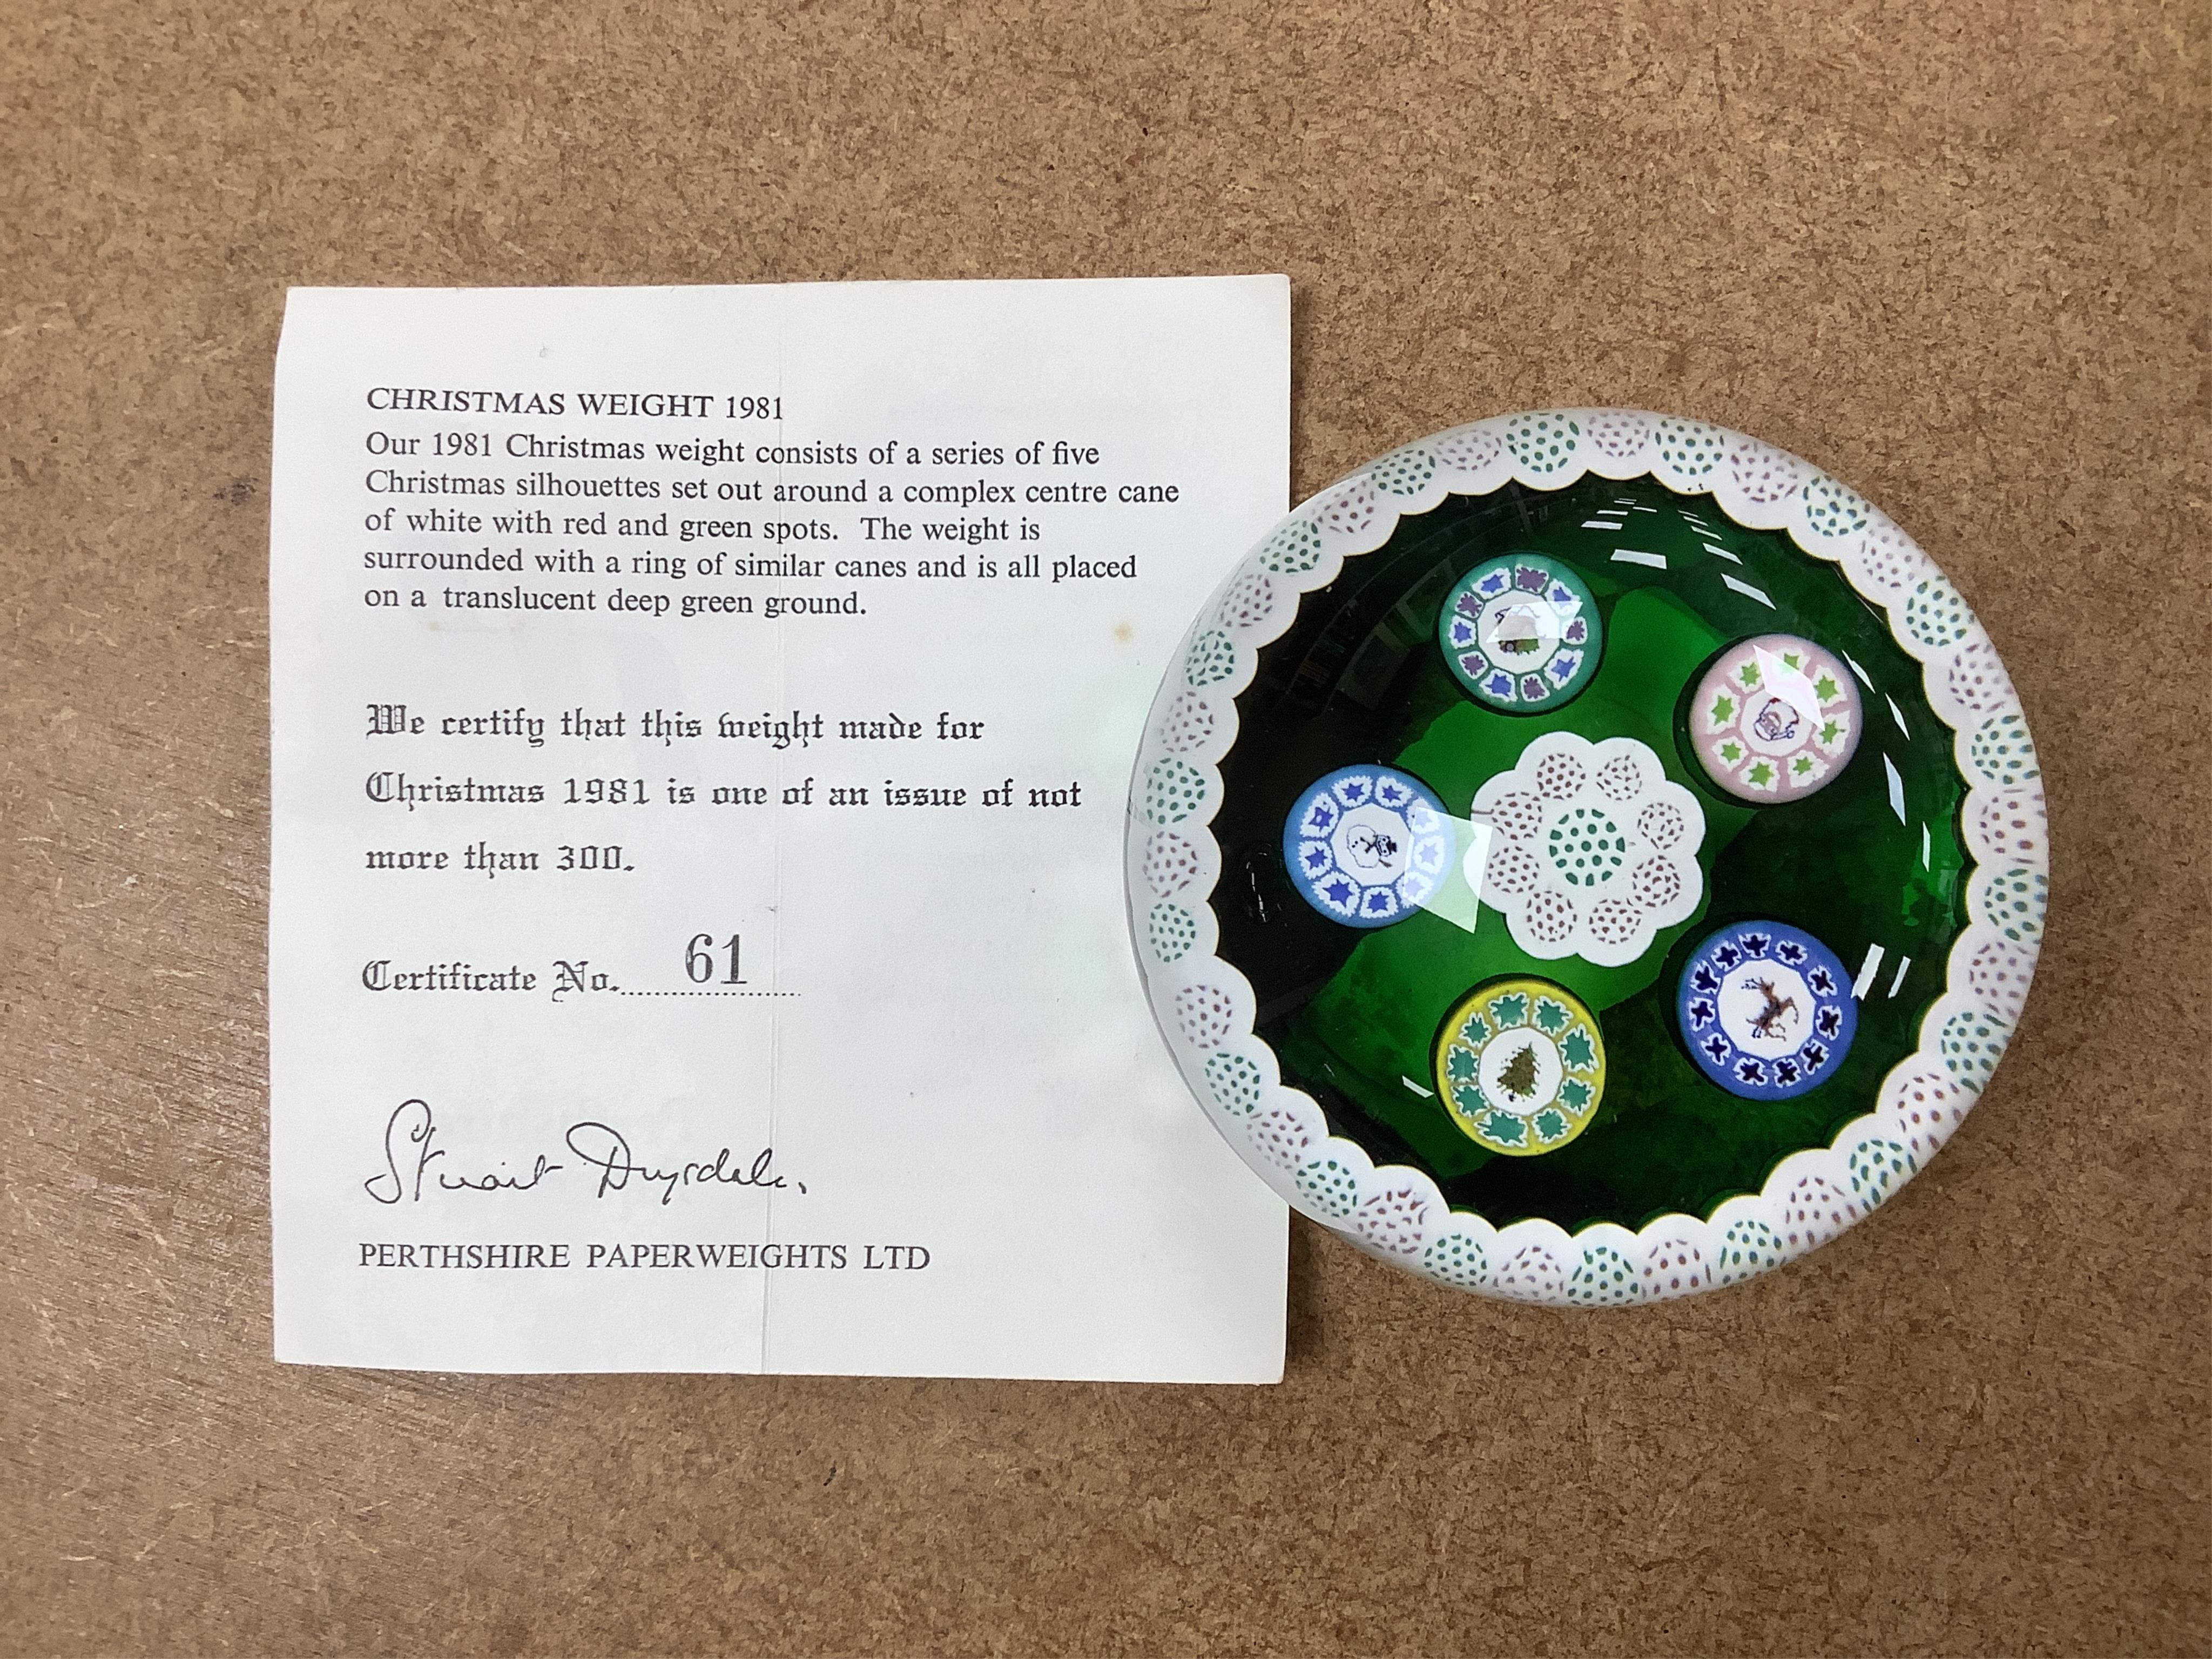 CHRISTMAS WEIGHT 1981
Our 1981 Christmas weight consists of a series of five
Christmas silhouettes set out around a complex centre cane
of white with red and green spots. The weight is
surrounded with a ring of similar canes and is all placed
on a translucent deep green ground.
We certify that this weight made for
Christmas 1981 is one of an issue of not
more than 300.
Certificate No. 61
Stuart Drysdale.
PERTHSHIRE PAPERWEIGHTS LTD